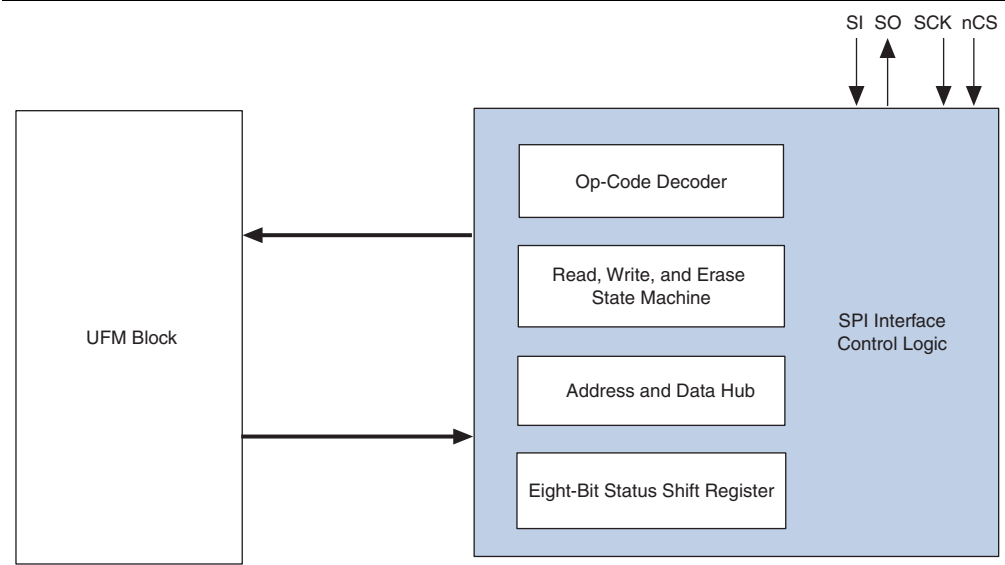 SI SO SCK nCS
Op-Code Decoder
Read, Write, and Erase
State Machine
UFM Block
SPI Interface
Control Logic
Address and Data Hub
Eight-Bit Status Shift Register